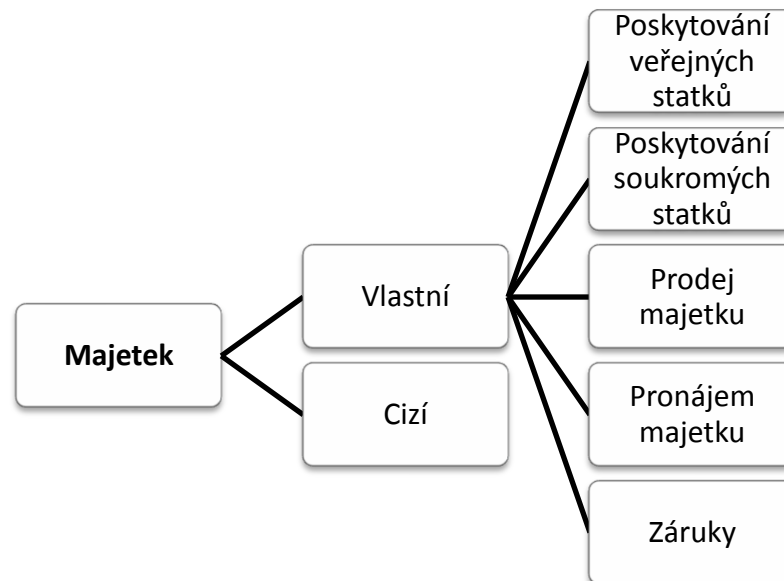 Majetek
Vlastní
Cizí
Poskytování
veřejných
statků
Poskytování
soukromých
statků
Prodej
majetku
Pronájem
majetku
Záruky